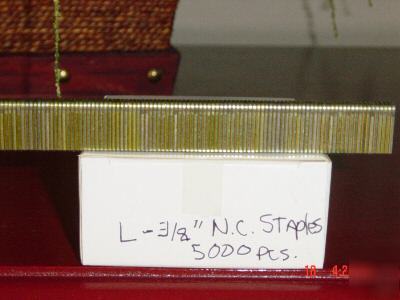 L-3/8" N.C. Staples
5000 pcs.